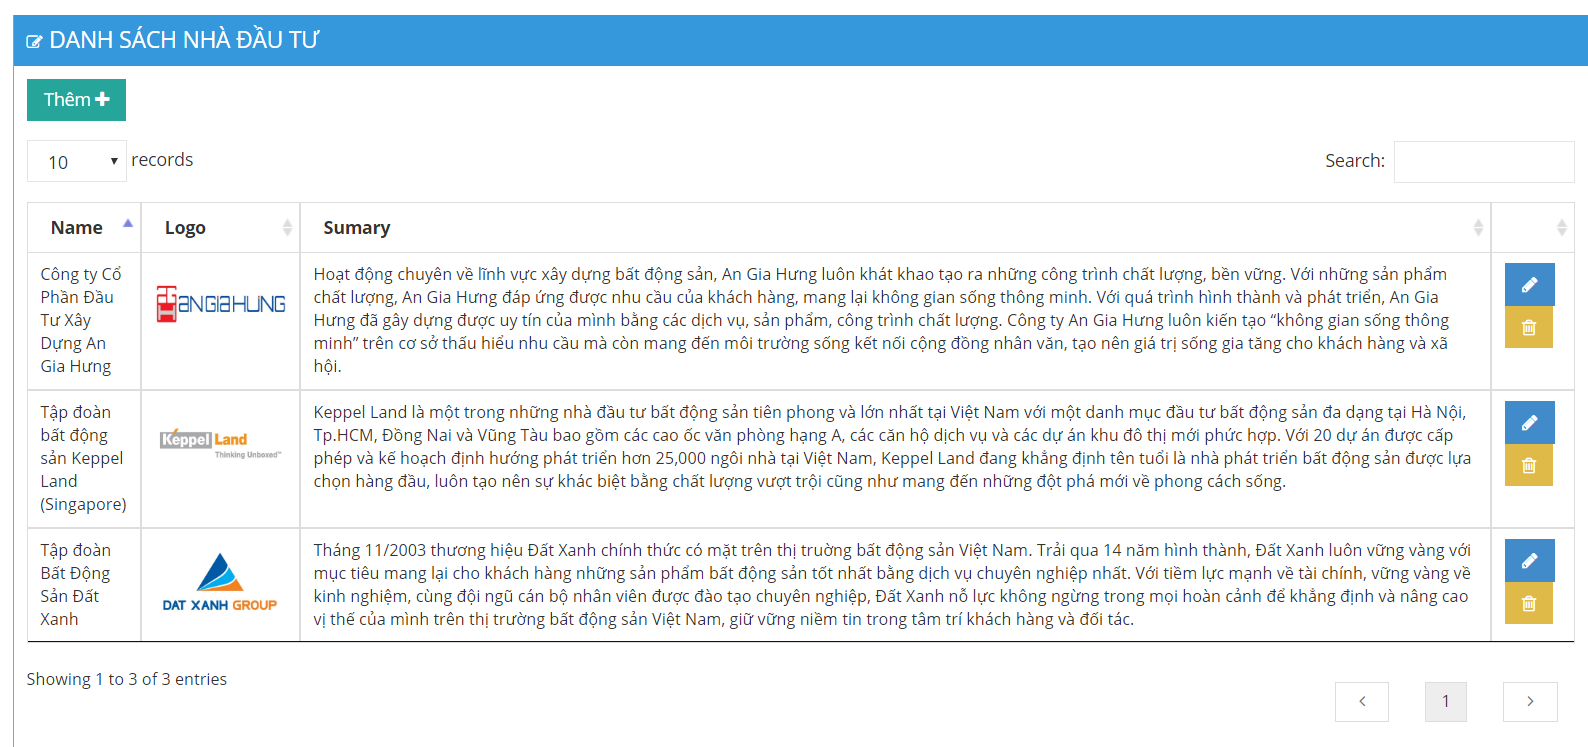 DANH SÁCH NHÀ ĐẦU TƯ
Thêm
10 records
Search:
Name
Logo
Sumary
Công ty Cổ
Phần Đầu
Tư Xây
Dựng An
Gia Hưng
AN GIA HƯNG
Hoạt động chuyên về lĩnh vực xây dựng bất động sản, An Gia Hưng luôn khát khao tạo ra những công trình chất lượng, bền vững. Với những sản phẩm
chất lượng, An Gia Hưng đáp ứng được nhu cầu của khách hàng, mang lại không gian sống thông minh. Với quá trình hình thành và phát triển, An Gia
Hưng đã gây dựng được uy tín của mình bằng các dịch vụ, sản phẩm, công trình chất lượng. Công ty An Gia Hưng luôn kiến tạo “không gian sống thông
minh” trên cơ sở thấu hiểu nhu cầu mà còn mang đến môi trường sống kết nối cộng đồng nhân văn, tạo nên giá trị sống gia tăng cho khách hàng và xã
hội.
Tập đoàn
bất động
sản Keppel
Land
(Singapore)
Keppel Land
Thinking Unboxed™
Keppel Land là một trong những nhà đầu tư bất động sản tiên phong và lớn nhất tại Việt Nam với một danh mục đầu tư bất động sản đa dạng tại Hà Nội,
Tp.HCM, Đồng Nai và Vũng Tàu bao gồm các cao ốc văn phòng hạng A, các căn hộ dịch vụ và các dự án khu đô thị mới phức hợp. Với 20 dự án được cấp
phép và kế hoạch định hướng phát triển hơn 25,000 ngôi nhà tại Việt Nam, Keppel Land đang khẳng định tên tuổi là nhà phát triển bất động sản được lựa
chọn hàng đầu, luôn tạo nên sự khác biệt bằng chất lượng vượt trội cũng như mang đến những đột phá mới về phong cách sống.
Tập đoàn
Bất Động
Sản Đất
Xanh
DAT XANH GROUP
Tháng 11/2003 thương hiệu Đất Xanh chính thức có mặt trên thị truờng bất động sản Việt Nam. Trải qua 14 năm hình thành, Đất Xanh luôn vững vàng với
mục tiêu mang lại cho khách hàng những sản phẩm bất động sản tốt nhất bằng dịch vụ chuyên nghiệp nhất. Với tiềm lực mạnh về tài chính, vững vàng về
kinh nghiệm, cùng đội ngũ cán bộ nhân viên được đào tạo chuyên nghiệp, Đất Xanh nỗ lực không ngừng trong mọi hoàn cảnh để khẳng định và nâng cao
vị thế của mình trên thị trường bất động sản Việt Nam, giữ vững niềm tin trong tâm trí khách hàng và đối tác.
Showing 1 to 3 of 3 entries
1